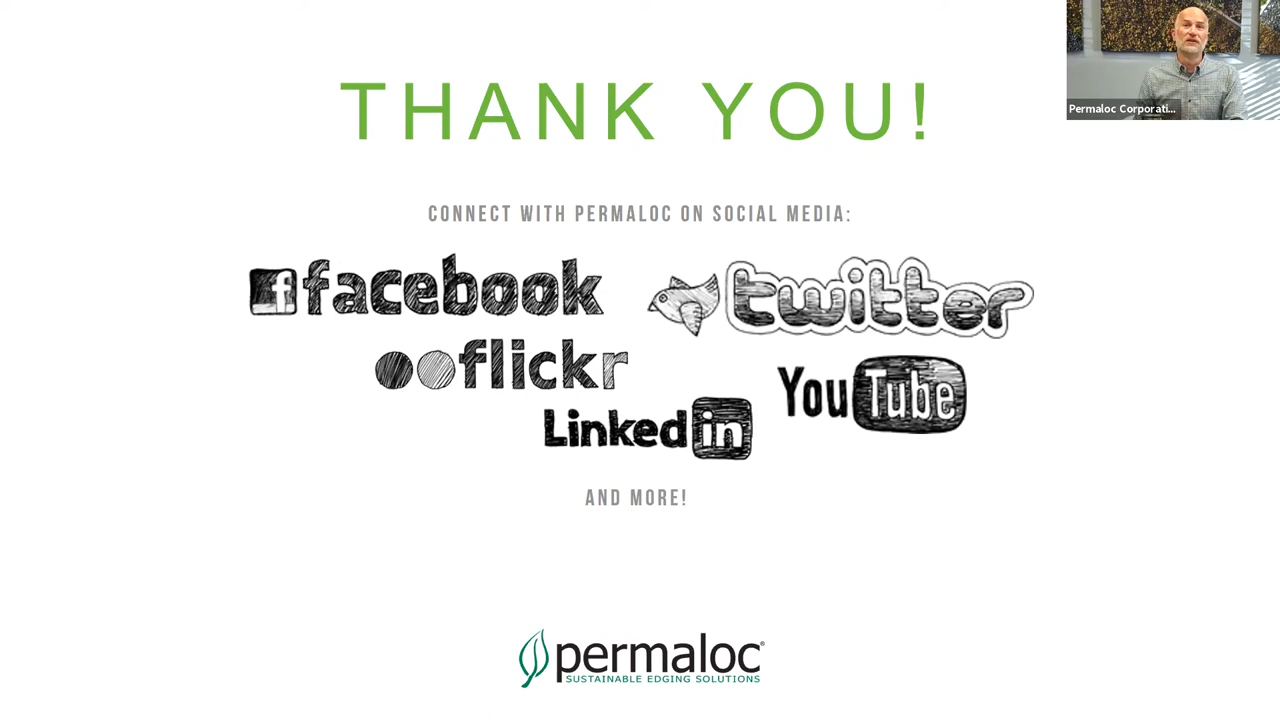 THANK YOU!
Permaloc Corporati...
CONNECT WITH PERMALOC ON SOCIAL MEDIA:
f facebook
twitter
flickr
YouTube
Linkedin
AND MORE!
permaloc®
SUSTAINABLE EDGING SOLUTIONS